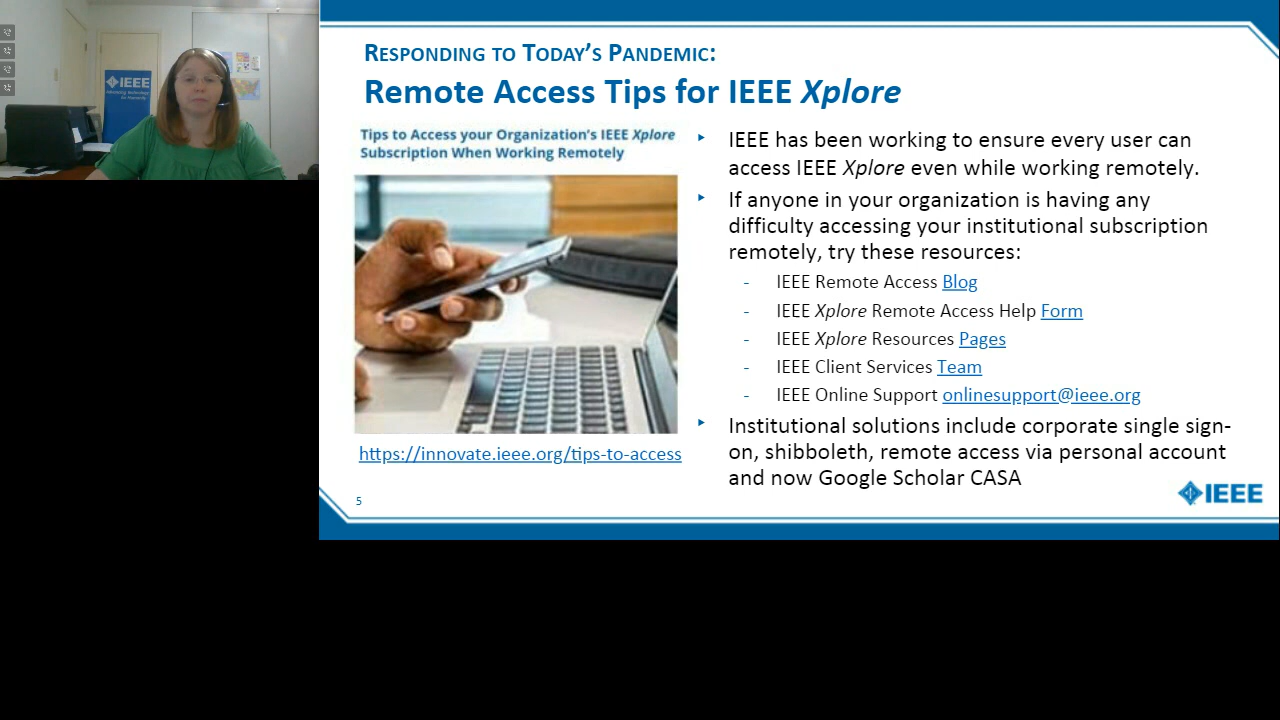 IEEE
RESPONDING TO TODAY'S PANDEMIC:
Remote Access Tips for IEEE Xplore
Tips to Access your Organization's IEEE Xplore
Subscription When Working Remotely
https://innovate.ieee.org/tips-to-access
‣ IEEE has been working to ensure every user can
access IEEE Xplore even while working remotely.
‣ If anyone in your organization is having any
difficulty accessing your institutional subscription
remotely, try these resources:
- IEEE Remote Access Blog
- IEEE Xplore Remote Access Help Form
- IEEE Xplore Resources Pages
- IEEE Client Services Team
- IEEE Online Support onlinesupport@ieee.org
‣ Institutional solutions include corporate single sign-
on, shibboleth, remote access via personal account
and now Google Scholar CASA
5
IEEE